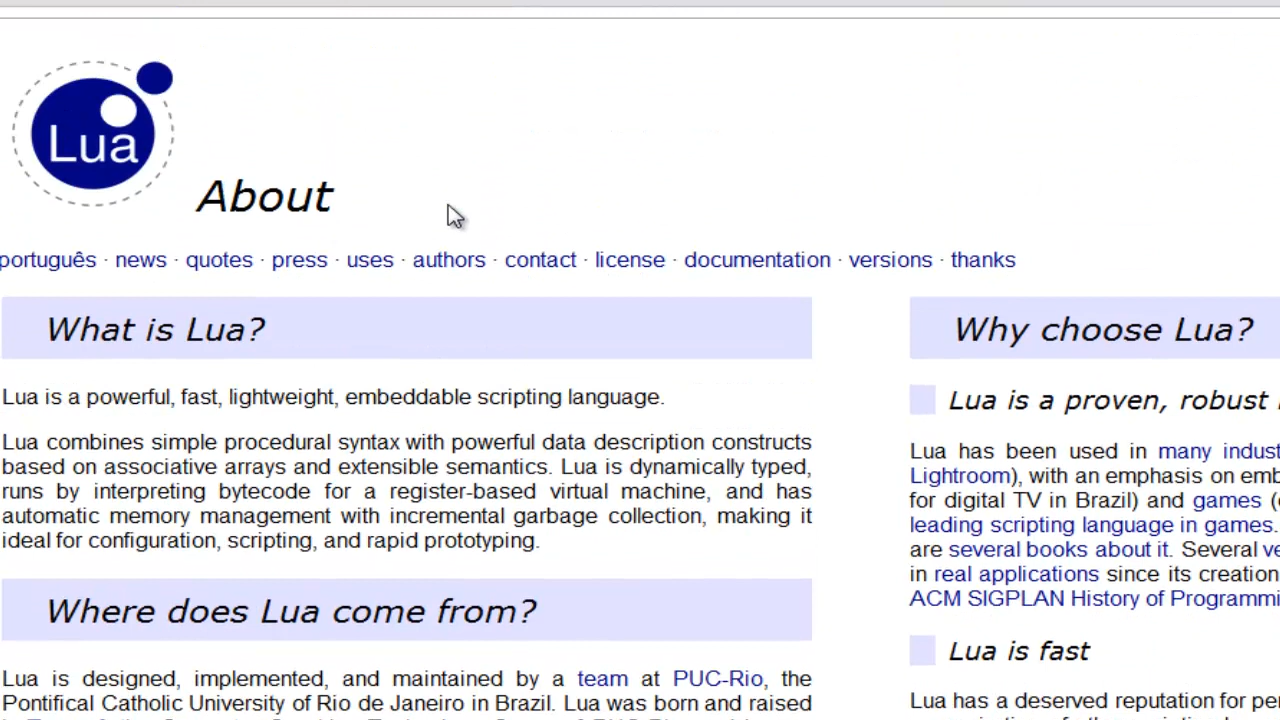 Lua
About
português · news · quotes · press · uses · authors · contact · license · documentation · versions · thanks
What is Lua?
Lua is a powerful, fast, lightweight, embeddable scripting language.
Lua combines simple procedural syntax with powerful data description constructs
based on associative arrays and extensible semantics. Lua is dynamically typed,
runs by interpreting bytecode for a register-based virtual machine, and has
automatic memory management with incremental garbage collection, making it
ideal for configuration, scripting, and rapid prototyping.
Where does Lua come from?
Lua is designed, implemented, and maintained by a team at PUC-Rio, the
Pontifical Catholic University of Rio de Janeiro in Brazil. Lua was born and raised
Why choose Lua?
Lua is a proven, robust
Lua has been used in many
Lightroom), with an emphasis on
for digital TV in Brazil) and games
leading scripting language in games.
are several books about it. Several
in real applications since its creation
ACM SIGPLAN History of
Lua is fast
Lua has a deserved reputation for